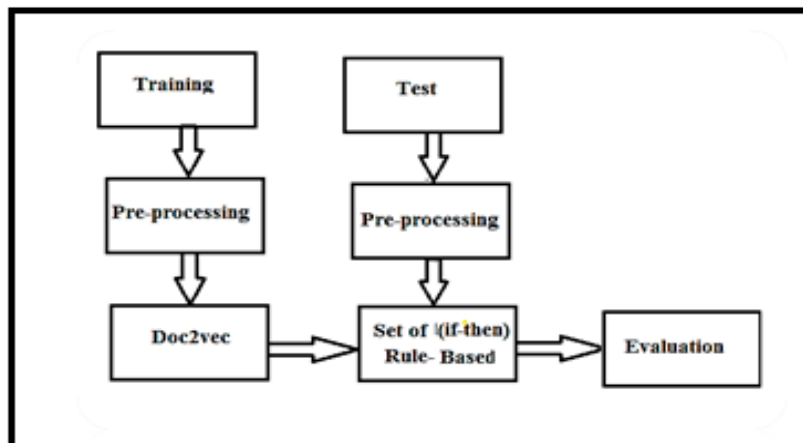 Training
Test
Pre-processing
Pre-processing
Doc2vec
Set of (if-then)
Rule- Based
Evaluation